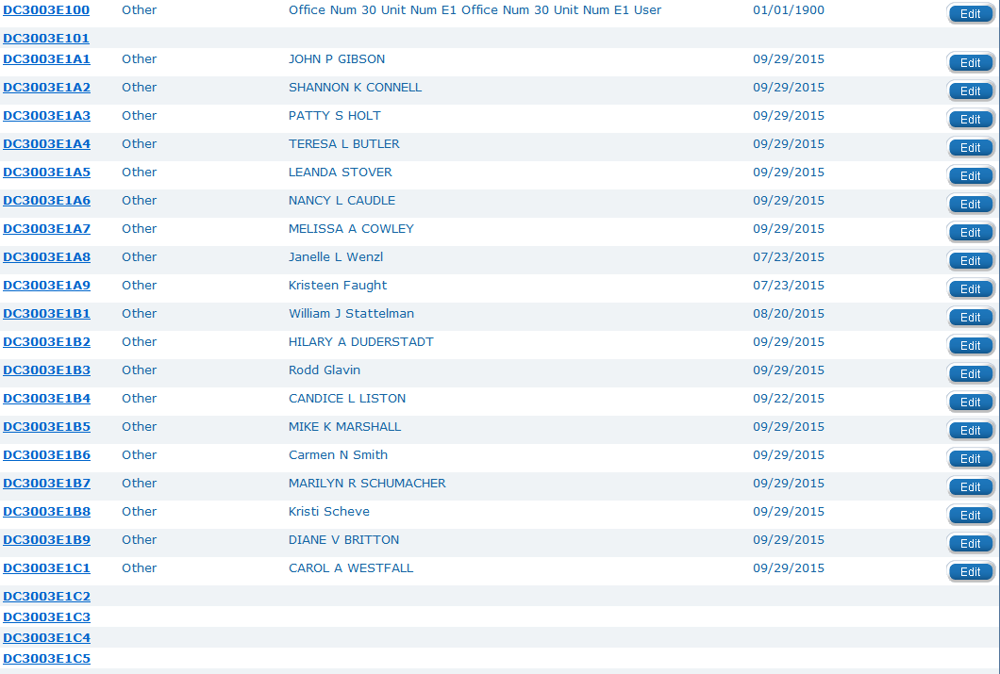 DC3003E100 Other Office Num 30 Unit Num E1 Office Num 30 Unit Num E1 User 01/01/1900 Edit
DC3003E101
DC3003E1A1 Other JOHN P GIBSON 09/29/2015 Edit
DC3003E1A2 Other SHANNON K CONNELL 09/29/2015 Edit
DC3003E1A3 Other PATTY S HOLT 09/29/2015 Edit
DC3003E1A4 Other TERESA L BUTLER 09/29/2015 Edit
DC3003E1A5 Other LEANDA STOVER 09/29/2015 Edit
DC3003E1A6 Other NANCY L CAUDLE 09/29/2015 Edit
DC3003E1A7 Other MELISSA A COWLEY 09/29/2015 Edit
DC3003E1A8 Other Janelle L Wenzl 07/23/2015 Edit
DC3003E1A9 Other Kristeen Faught 07/23/2015 Edit
DC3003E1B1 Other William J Stattelman 08/20/2015 Edit
DC3003E1B2 Other HILARY A DUDERSTADT 09/29/2015 Edit
DC3003E1B3 Other Rodd Glavin 09/29/2015 Edit
DC3003E1B4 Other CANDICE L LISTON 09/22/2015 Edit
DC3003E1B5 Other MIKE K MARSHALL 09/29/2015 Edit
DC3003E1B6 Other Carmen N Smith 09/29/2015 Edit
DC3003E1B7 Other MARILYN R SCHUMACHER 09/29/2015 Edit
DC3003E1B8 Other Kristi Scheve 09/29/2015 Edit
DC3003E1B9 Other DIANE V BRITTON 09/29/2015 Edit
DC3003E1C1 Other CAROL A WESTFALL 09/29/2015 Edit
DC3003E1C2
DC3003E1C3
DC3003E1C4
DC3003E1C5